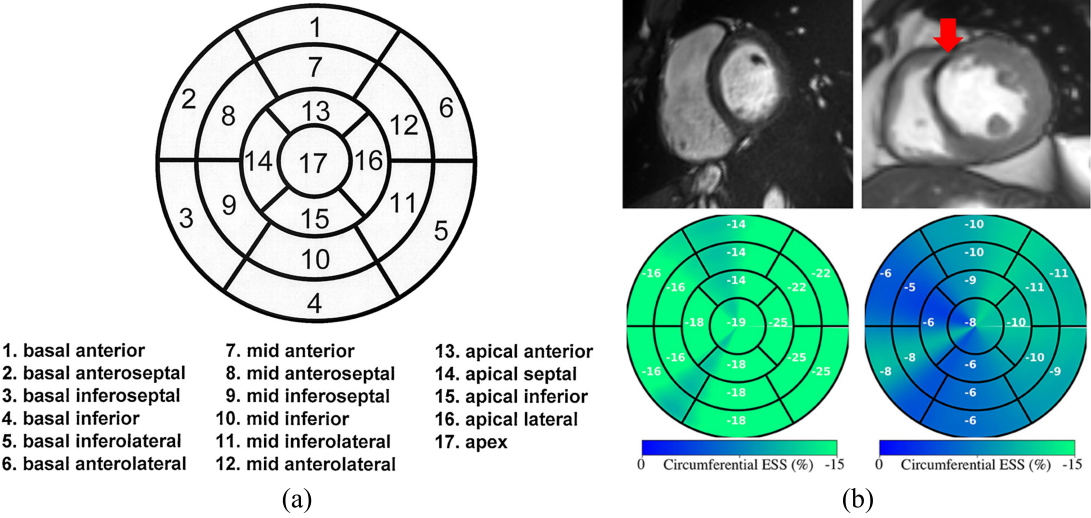 1
2
7
6
8
13
12
14
17
16
3
9
15
11
5
10
4
1. basal anterior
2. basal anteroseptal
3. basal inferoseptal
4. basal inferior
5. basal inferolateral
6. basal anterolateral
7. mid anterior
8. mid anteroseptal
9. mid inferoseptal
10. mid inferior
11. mid inferolateral
12. mid anterolateral
13. apical anterior
14. apical septal
15. apical inferior
16. apical lateral
17. apex
(a)
-14
-14
-16 -22
-16 -14 -22
-18 -19 -25
-16 -18 -25
-16 -25
-18
-18
0 Circumferential ESS (%) -15
-10
-10
-6 -11
-5 -9 -11
-6 -8 -10
-8 -6 -10
-8 -9
-6
-6
0 Circumferential ESS (%) -15
(b)